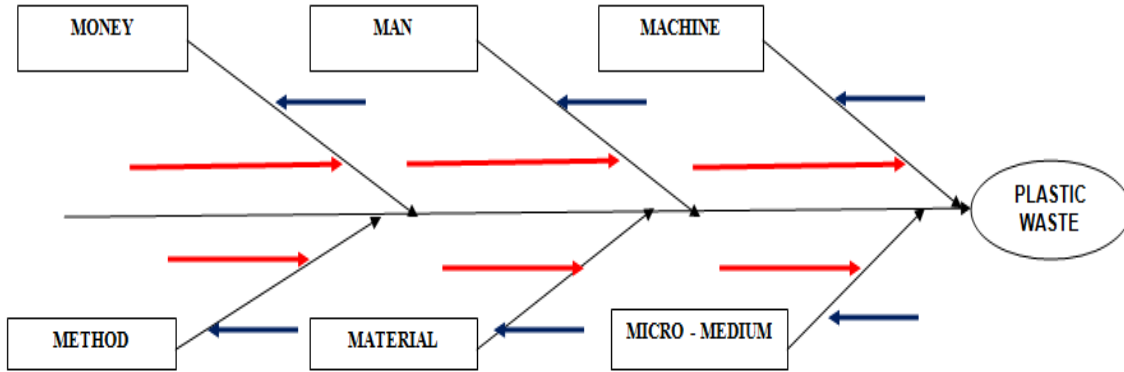 MONEY
MAN
MACHINE
PLASTIC
WASTE
METHOD
MATERIAL
MICRO - MEDIUM